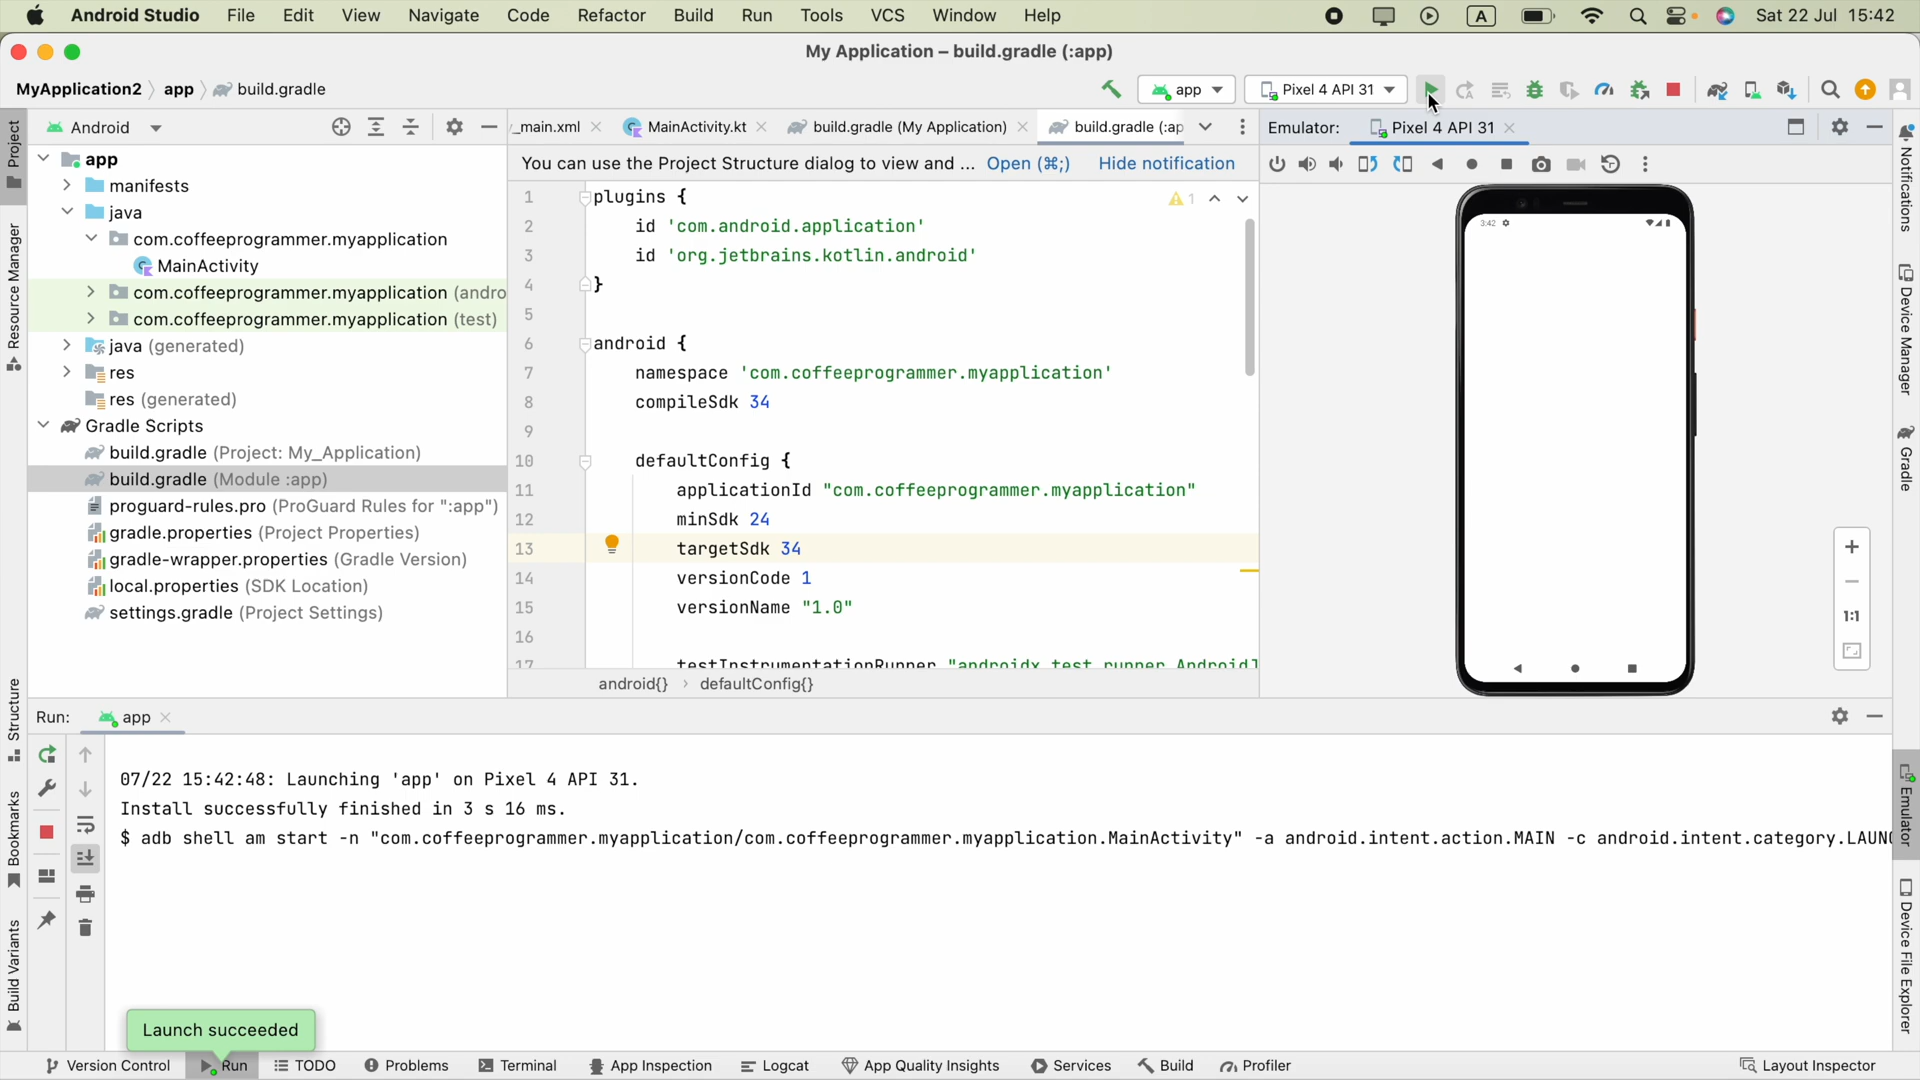 Android Studio File Edit View Navigate Code Refactor Build Run Tools VCS Window Help A Sat 22 Jul 15:42
My Application – build.gradle (:app)
MyApplication2 app build.gradle app Pixel 4 API 31
Android _main.xml MainActivity.kt build.gradle (My Application) build.gradle (:ap Emulator: Pixel 4 API 31
You can use the Project Structure dialog to view and ... Open (⌘;) Hide notification
app
manifests
java
com.coffeeprogrammer.myapplication
MainActivity
com.coffeeprogrammer.myapplication (andro
com.coffeeprogrammer.myapplication (test)
java (generated)
res
res (generated)
Gradle Scripts
build.gradle (Project: My_Application)
build.gradle (Module :app)
proguard-rules.pro (ProGuard Rules for ":app")
gradle.properties (Project Properties)
gradle-wrapper.properties (Gradle Version)
local.properties (SDK Location)
settings.gradle (Project Settings)
1 plugins {
2 id 'com.android.application'
3 id 'org.jetbrains.kotlin.android'
4 }
5
6 android {
7 namespace 'com.coffeeprogrammer.myapplication'
8 compileSdk 34
9
10 defaultConfig {
11 applicationId "com.coffeeprogrammer.myapplication"
12 minSdk 24
13 targetSdk 34
14 versionCode 1
15 versionName "1.0"
16
17 testInstrumentationRunner "androidx.test.runner.AndroidJ
android{} defaultConfig{}
1
3:42
1:1
Project
Resource Manager
Structure
Bookmarks
Build Variants
Notifications
Device Manager
Gradle
Emulator
Device File Explorer
Run: app
07/22 15:42:48: Launching 'app' on Pixel 4 API 31.
Install successfully finished in 3 s 16 ms.
$ adb shell am start -n "com.coffeeprogrammer.myapplication/com.coffeeprogrammer.myapplication.MainActivity" -a android.intent.action.MAIN -c android.intent.category.LAUN
Launch succeeded
Version Control Run TODO Problems Terminal App Inspection Logcat App Quality Insights Services Build Profiler Layout Inspector